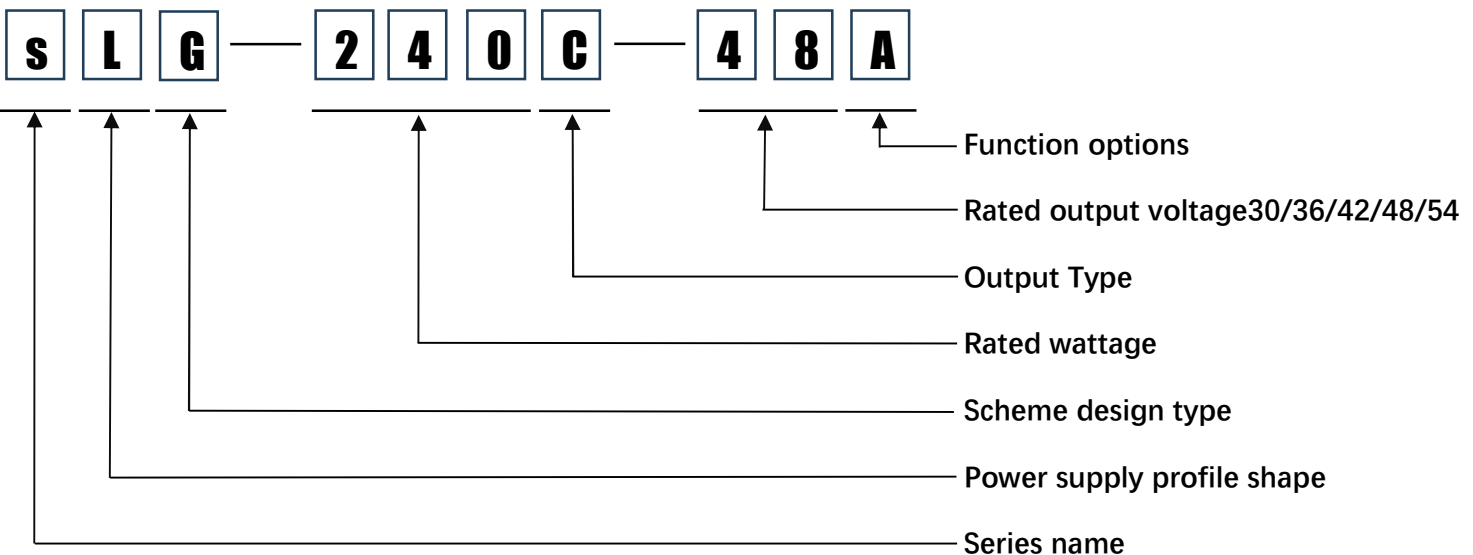 s L G — 2 4 0 C — 4 8 A
Function options
Rated output voltage30/36/42/48/54
Output Type
Rated wattage
Scheme design type
Power supply profile shape
Series name